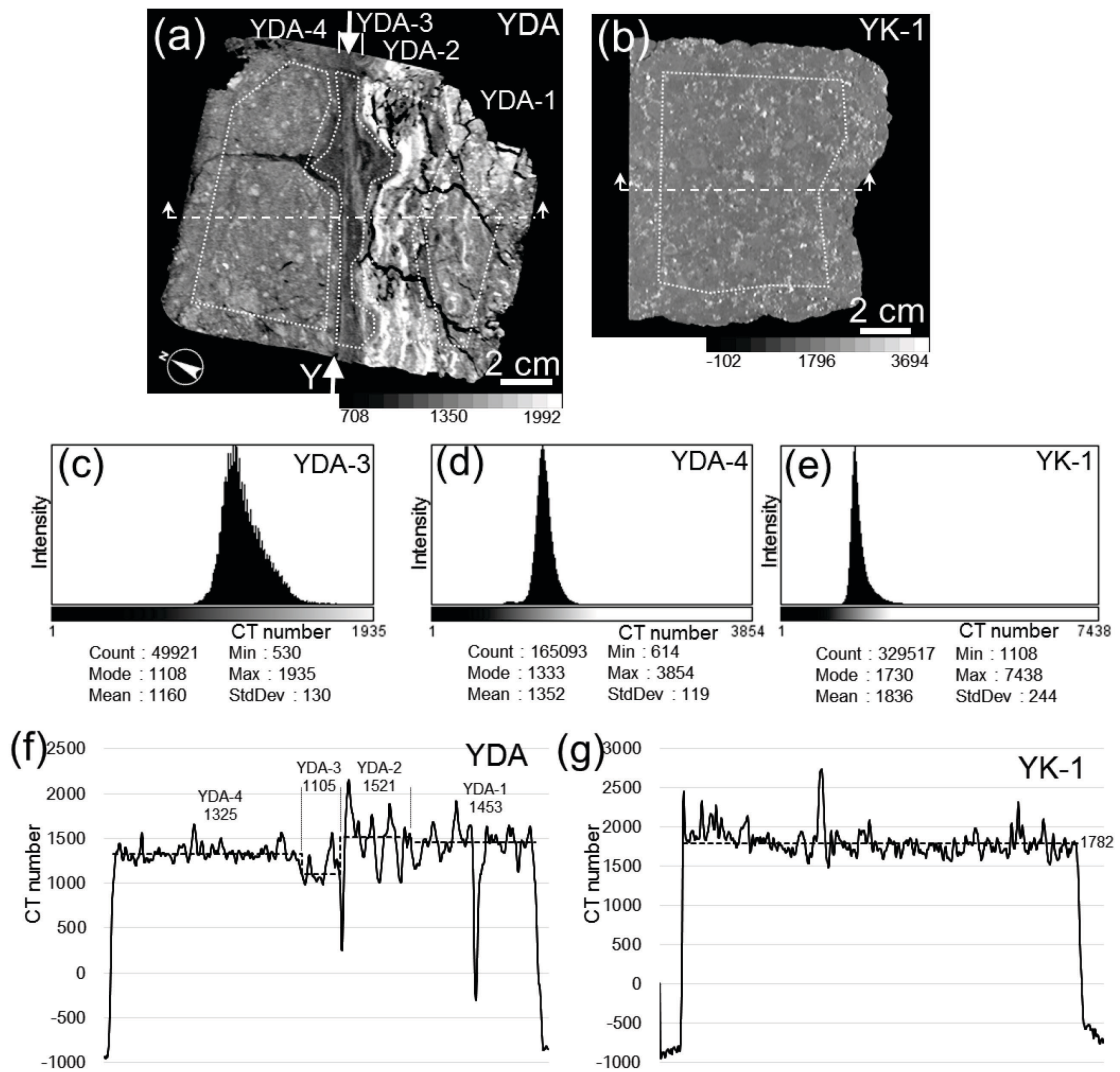 (a)
YDA-4
YDA-3
YDA-2
YDA
YDA-1
N
Y
2 cm
708 1350 1992
(b)
YK-1
2 cm
-102 1796 3694
(c)
YDA-3
Intensity
1 CT number 1935
Count : 49921 Min : 530
Mode : 1108 Max : 1935
Mean : 1160 StdDev : 130
(d)
YDA-4
Intensity
1 CT number 3854
Count : 165093 Min : 614
Mode : 1333 Max : 3854
Mean : 1352 StdDev : 119
(e)
YK-1
Intensity
1 CT number 7438
Count : 329517 Min : 1108
Mode : 1730 Max : 7438
Mean : 1836 StdDev : 244
(f)
YDA
CT number
2500
2000
1500
1000
500
0
-500
-1000
YDA-4
1325
YDA-3
1105
YDA-2
1521
YDA-1
1453
(g)
YK-1
CT number
3000
2500
2000
1500
1000
500
0
-500
-1000
1782